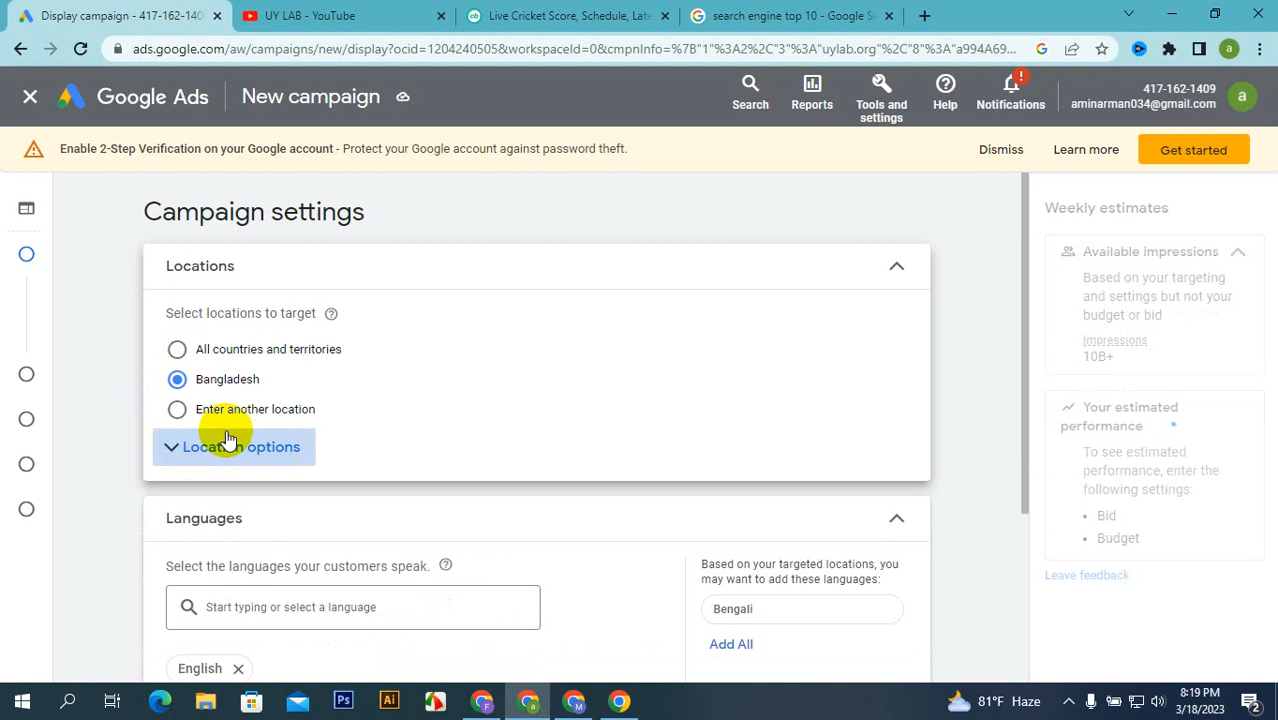 Display campaign - 417-162-140
UY LAB - YouTube
Live Cricket Score, Schedule, Late
search engine top 10 - Google Se
ads.google.com/aw/campaigns/new/display?ocid=1204240505&workspaceId=0&cmpnInfo=%7B"1"%3A2%2C"3"%3A"uylab.org"%2C"8"%3A"a994A69...
a
Google Ads
New campaign
Search
Reports
Tools and
settings
Help
Notifications
417-162-1409
aminarman034@gmail.com
a
Enable 2-Step Verification on your Google account - Protect your Google account against password theft.
Dismiss
Learn more
Get started
Campaign settings
Locations
Select locations to target
All countries and territories
Bangladesh
Enter another location
Location options
Languages
Select the languages your customers speak.
Start typing or select a language
English
Based on your targeted locations, you
may want to add these languages:
Bengali
Add All
Weekly estimates
Available impressions
Based on your targeting
and settings but not your
budget or bid
Impressions
10B+
Your estimated
performance *
To see estimated
performance, enter the
following settings:
• Bid
• Budget
Leave feedback
Ps
Ai
F
a
M
81°F Haze
8:19 PM
3/18/2023
2